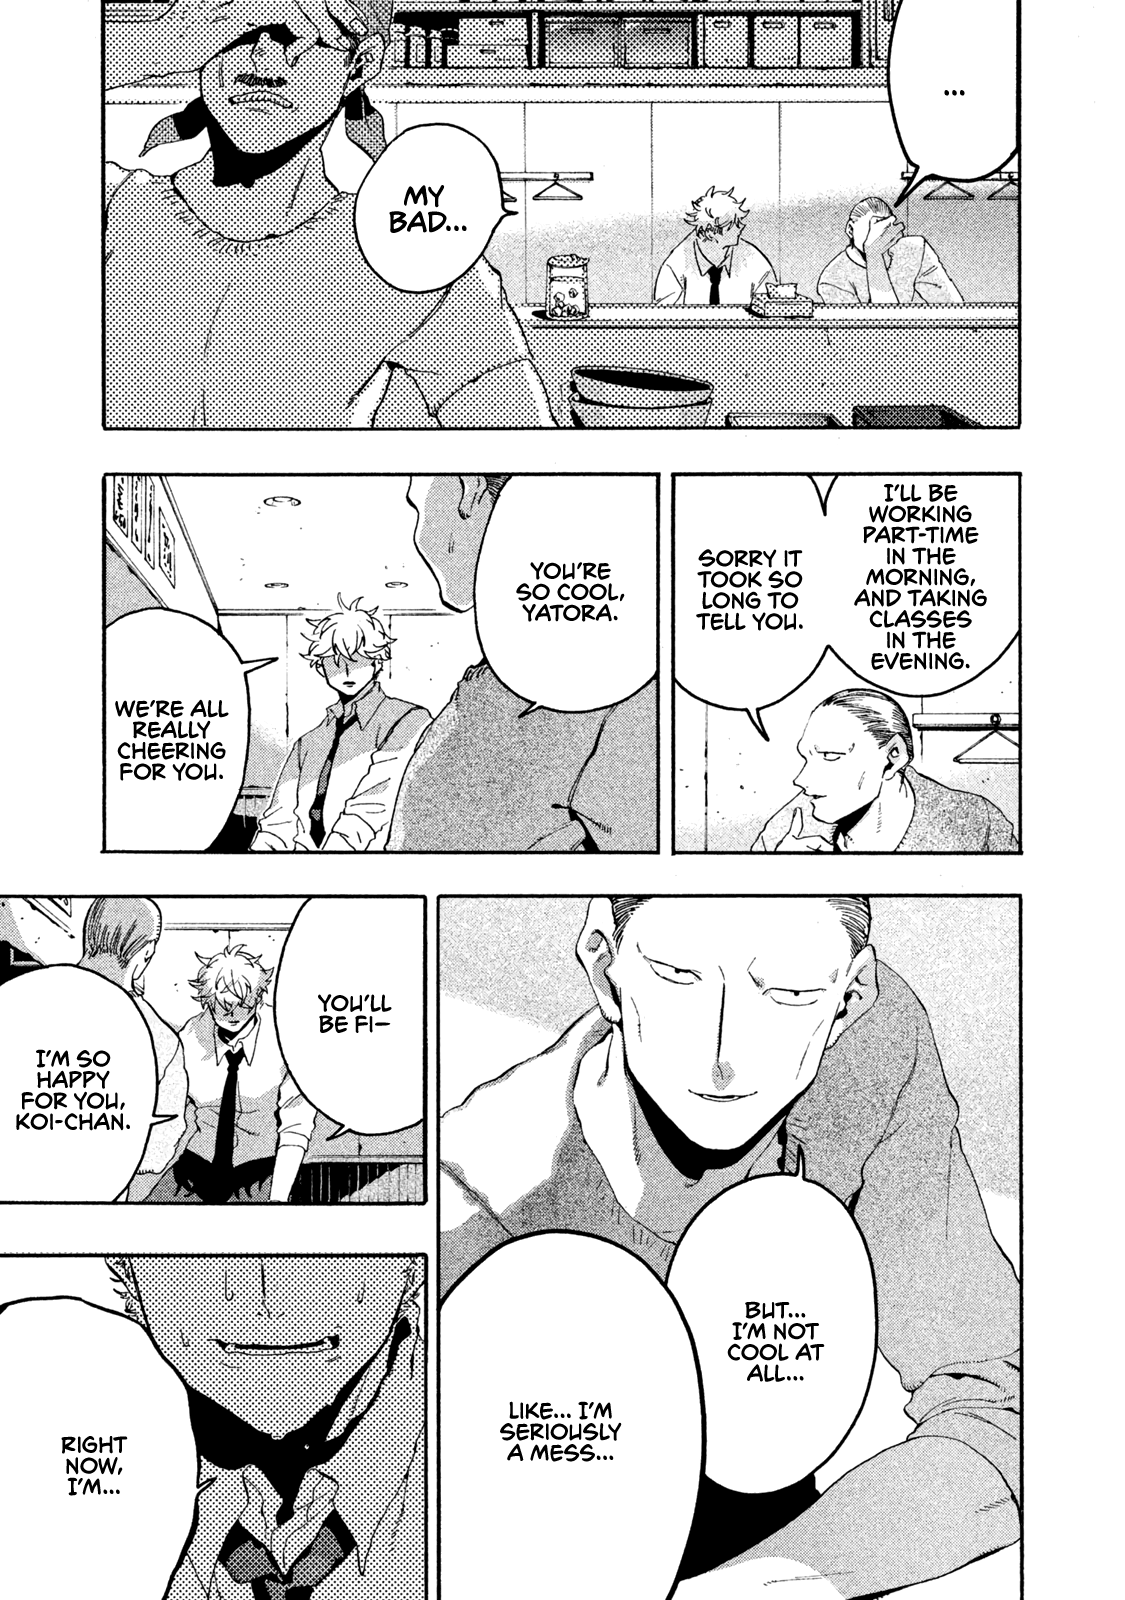 ...
MY
BAD...
I'LL BE
WORKING
PART-TIME
IN THE
MORNING,
AND TAKING
CLASSES
IN THE
EVENING.
SORRY IT
TOOK SO
LONG TO
TELL YOU.
YOU'RE
SO COOL,
YATORA.
WE'RE ALL
REALLY
CHEERING
FOR YOU.
BUT...
I'M NOT
COOL AT
ALL...
LIKE... I'M
SERIOUSLY
A MESS...
YOU'LL
BE FI—
I'M SO
HAPPY
FOR YOU,
KOI-CHAN.
RIGHT
NOW,
I'M...